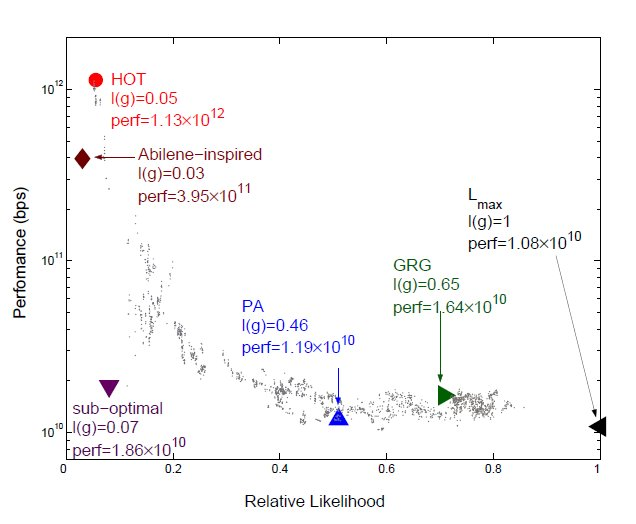 HOT
l(g)=0.05
perf=1.13×10^12
Abilene−inspired
l(g)=0.03
perf=3.95×10^11
L_max
l(g)=1
perf=1.08×10^10
GRG
l(g)=0.65
perf=1.64×10^10
PA
l(g)=0.46
perf=1.19×10^10
sub-optimal
l(g)=0.07
perf=1.86×10^10
10^12
10^11
10^10
Perfomance (bps)
0 0.2 0.4 0.6 0.8 1
Relative Likelihood